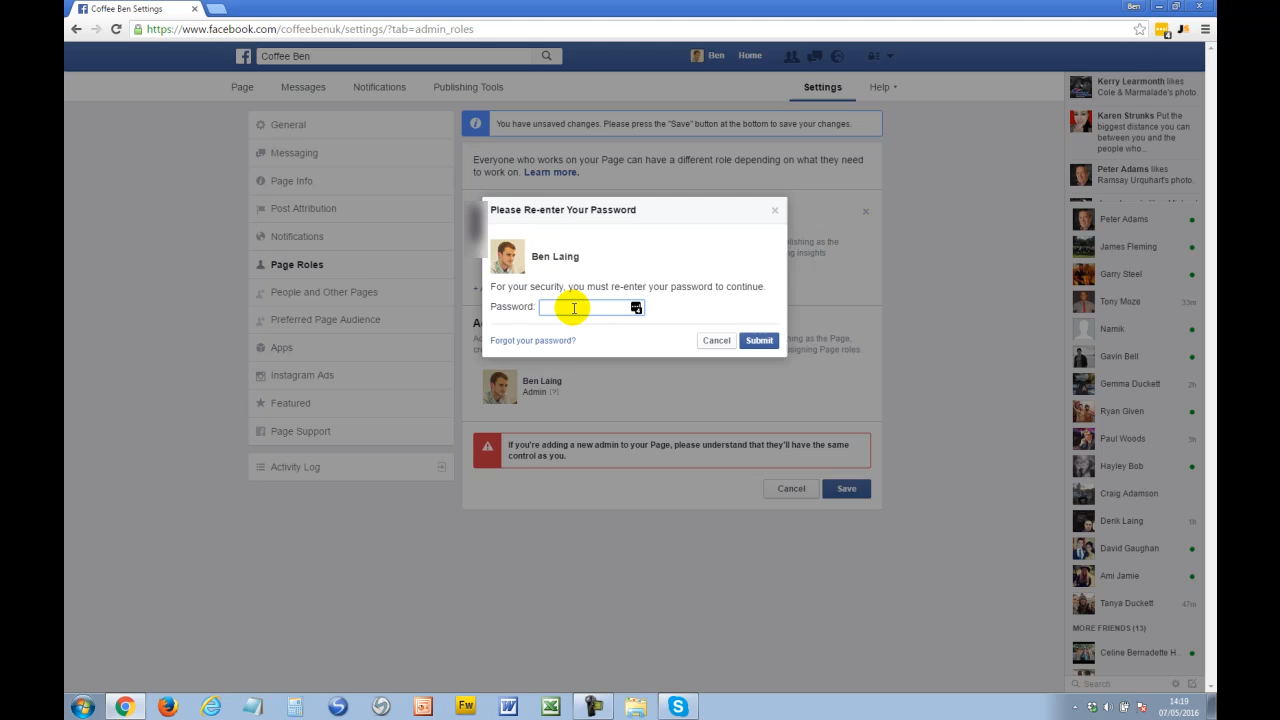 Coffee Ben Settings
Ben
https://www.facebook.com/coffeebenuk/settings/?tab=admin_roles
Coffee Ben
Ben
Home
Page
Messages
Notifications
Publishing Tools
Settings
Help
General
Messaging
Page Info
Post Attribution
Notifications
Page Roles
People and Other Pages
Preferred Page Audience
Apps
Instagram Ads
Featured
Page Support
Activity Log
You have unsaved changes. Please press the "Save" button at the bottom to save your changes.
Everyone who works on your Page can have a different role depending on what they need
to work on. Learn more.
Please Re-enter Your Password
Ben Laing
For your security, you must re-enter your password to continue.
Password:
Forgot your password?
Cancel
Submit
Ben Laing
Admin (?)
If you're adding a new admin to your Page, please understand that they'll have the same
control as you.
Cancel
Save
Kerry Learmonth likes
Cole & Marmalade's photo.
Karen Strunks Put the
biggest distance you can
between you and the
people who...
Peter Adams likes
Ramsay Urquhart's photo.
Peter Adams
James Fleming
Garry Steel
Tony Moze 33m
Namik
Gavin Bell
Gemma Duckett 2h
Ryan Given
Paul Woods 3h
Hayley Bob
Craig Adamson
Derik Laing 1h
David Gaughan
Ami Jamie
Tanya Duckett 47m
MORE FRIENDS (13)
Celine Bernadette H..
Search
Fw
14:19
07/05/2016